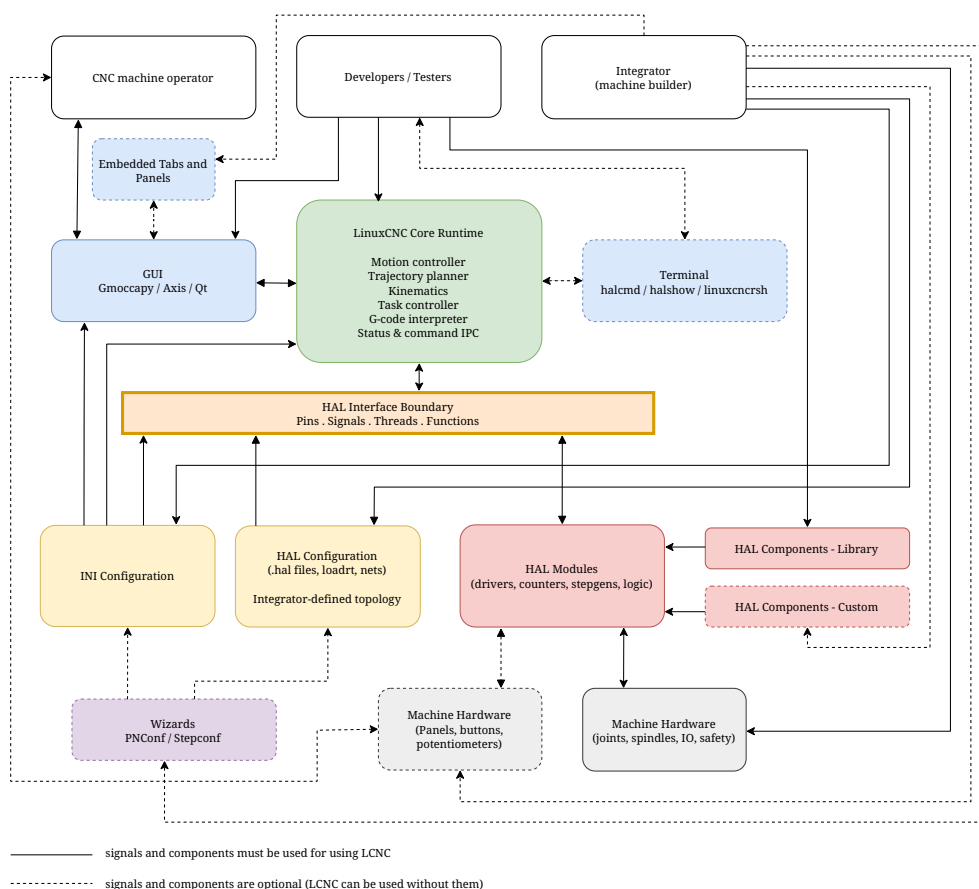 CNC machine operator
Developers / Testers
Integrator
(machine builder)
Embedded Tabs and
Panels
GUI
Gmoccapy / Axis / Qt
LinuxCNC Core Runtime
Motion controller
Trajectory planner
Kinematics
Task controller
G-code interpreter
Status & command IPC
Terminal
halcmd / halshow / linuxcncrsh
HAL Interface Boundary
Pins . Signals . Threads . Functions
INI Configuration
HAL Configuration
(.hal files, loadrt, nets)
Integrator-defined topology
HAL Modules
(drivers, counters, stepgens, logic)
HAL Components - Library
HAL Components - Custom
Wizards
PNConf / Stepconf
Machine Hardware
(Panels, buttons,
potentiometers)
Machine Hardware
(joints, spindles, IO, safety)
signals and components must be used for using LCNC
signals and components are optional (LCNC can be used without them)